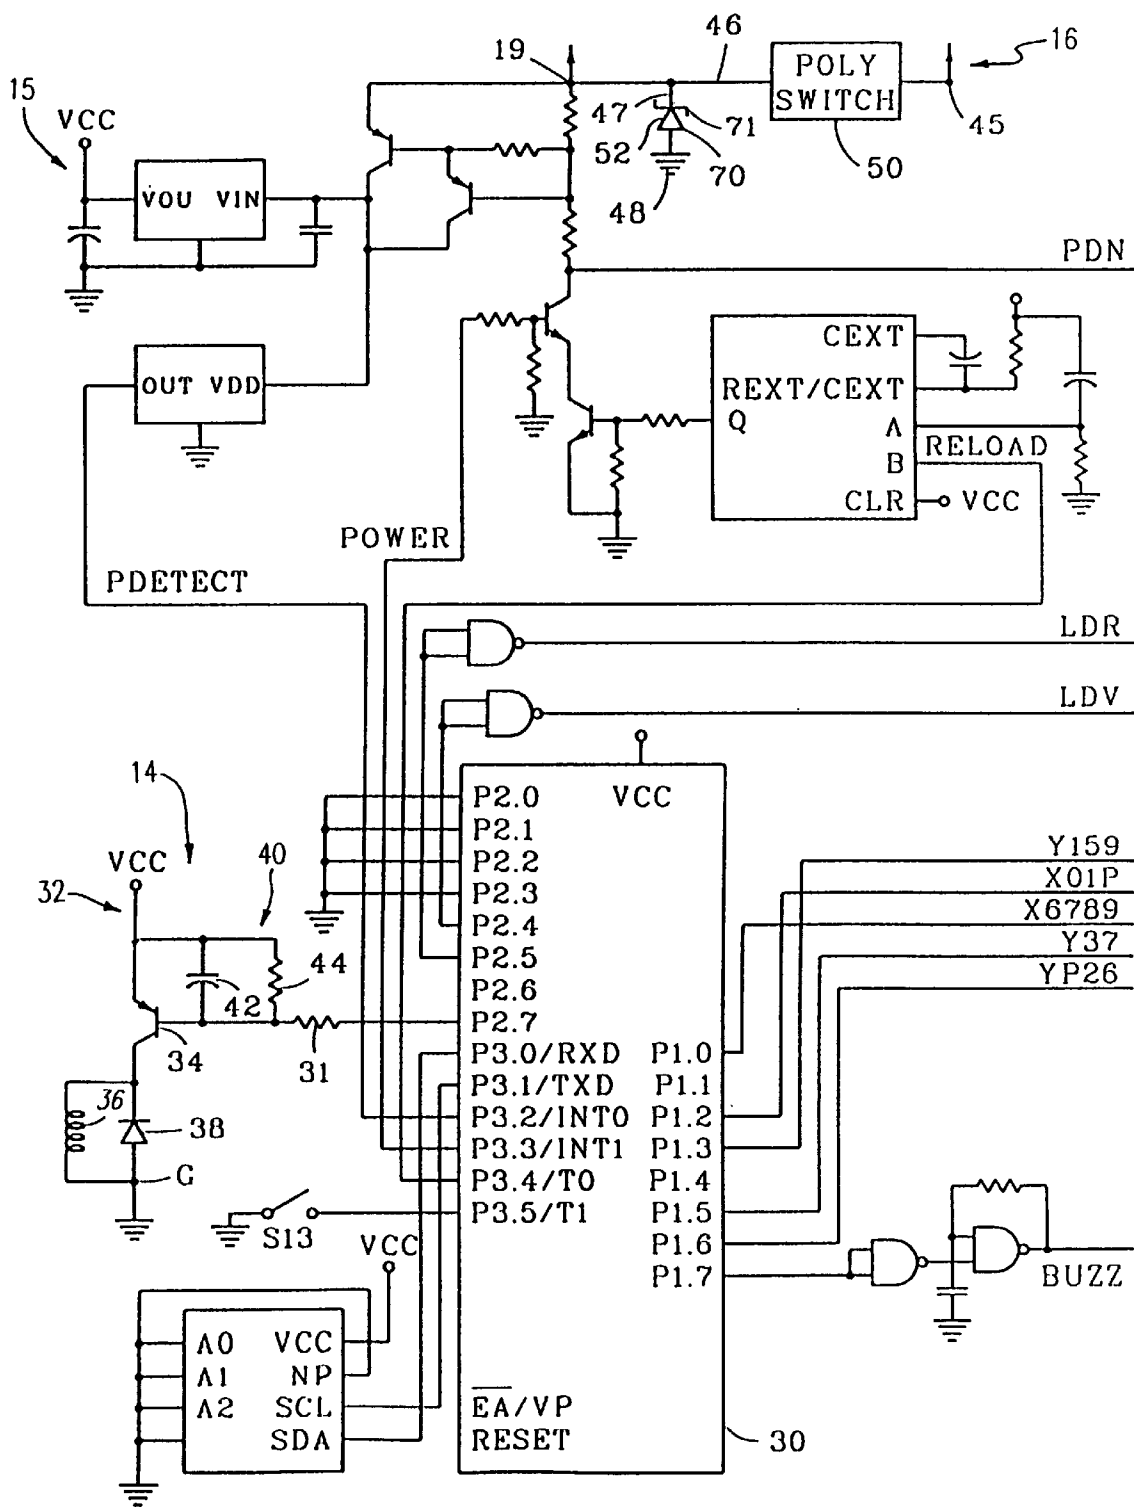 19
46
16
POLY
SWITCH
15
VCC
47
71
45
52
70
50
VOU VIN
48
PDN
CEXT
OUT VDD
REXT/CEXT
Q
A
RELOAD
B
CLR
VCC
POWER
PDETECT
LDR
LDV
14
VCC
40
32
P2.0
VCC
P2.1
P2.2
P2.3
P2.4
P2.5
P2.6
P2.7
Y159
X01P
X6789
Y37
YP26
44
42
34
31
P3.0/RXD
P1.0
P3.1/TXD
P1.1
36
38
P3.2/INT0
P1.2
P3.3/INT1
P1.3
G
P3.4/T0
P1.4
P3.5/T1
P1.5
S13
P1.6
VCC
P1.7
BUZZ
A0 VCC
A1 NP
A2 SCL
SDA
EA/VP
RESET
30